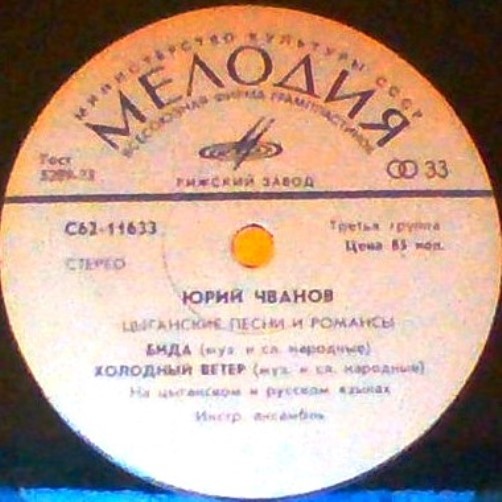 МИНИСТЕРСТВО КУЛЬТУРЫ СССР
МЕЛОДИЯ
ВСЕСОЮЗНАЯ ФИРМА ГРАМПЛАСТИНОК
Гост
5289-73
РИЖСКИЙ ЗАВОД
33
С62-11633
Третья группа
Цена 65 коп.
СТЕРЕО
ЮРИЙ ЧВАНОВ
ЦЫГАНСКИЕ ПЕСНИ И РОМАНСЫ
БИДА (муз. и сл. народные)
ХОЛОДНЫЙ ВЕТЕР (муз. и сл. народные)
На цыганском и русском языках
Инстр. ансамбль